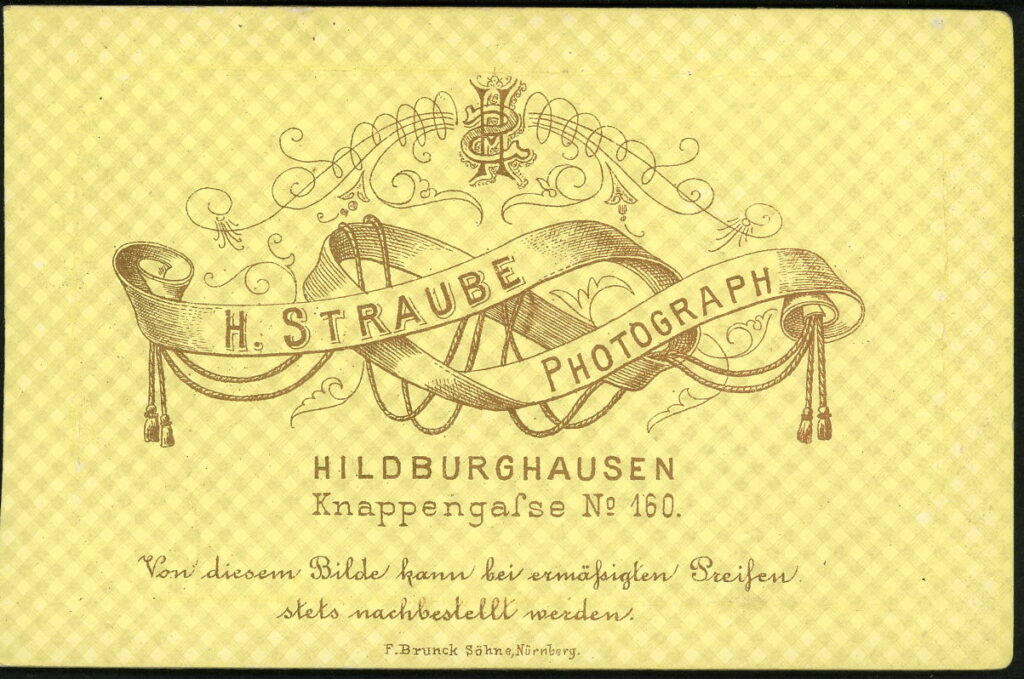 H. STRAUBE
PHOTOGRAPH
HILDBURGHAUSEN
Knappengaſse Nº 160.
Von diesem Bilde kann bei ermäßigten Preiſen
stets nachbestellt werden.
F. Brunck Söhne, Nürnberg.